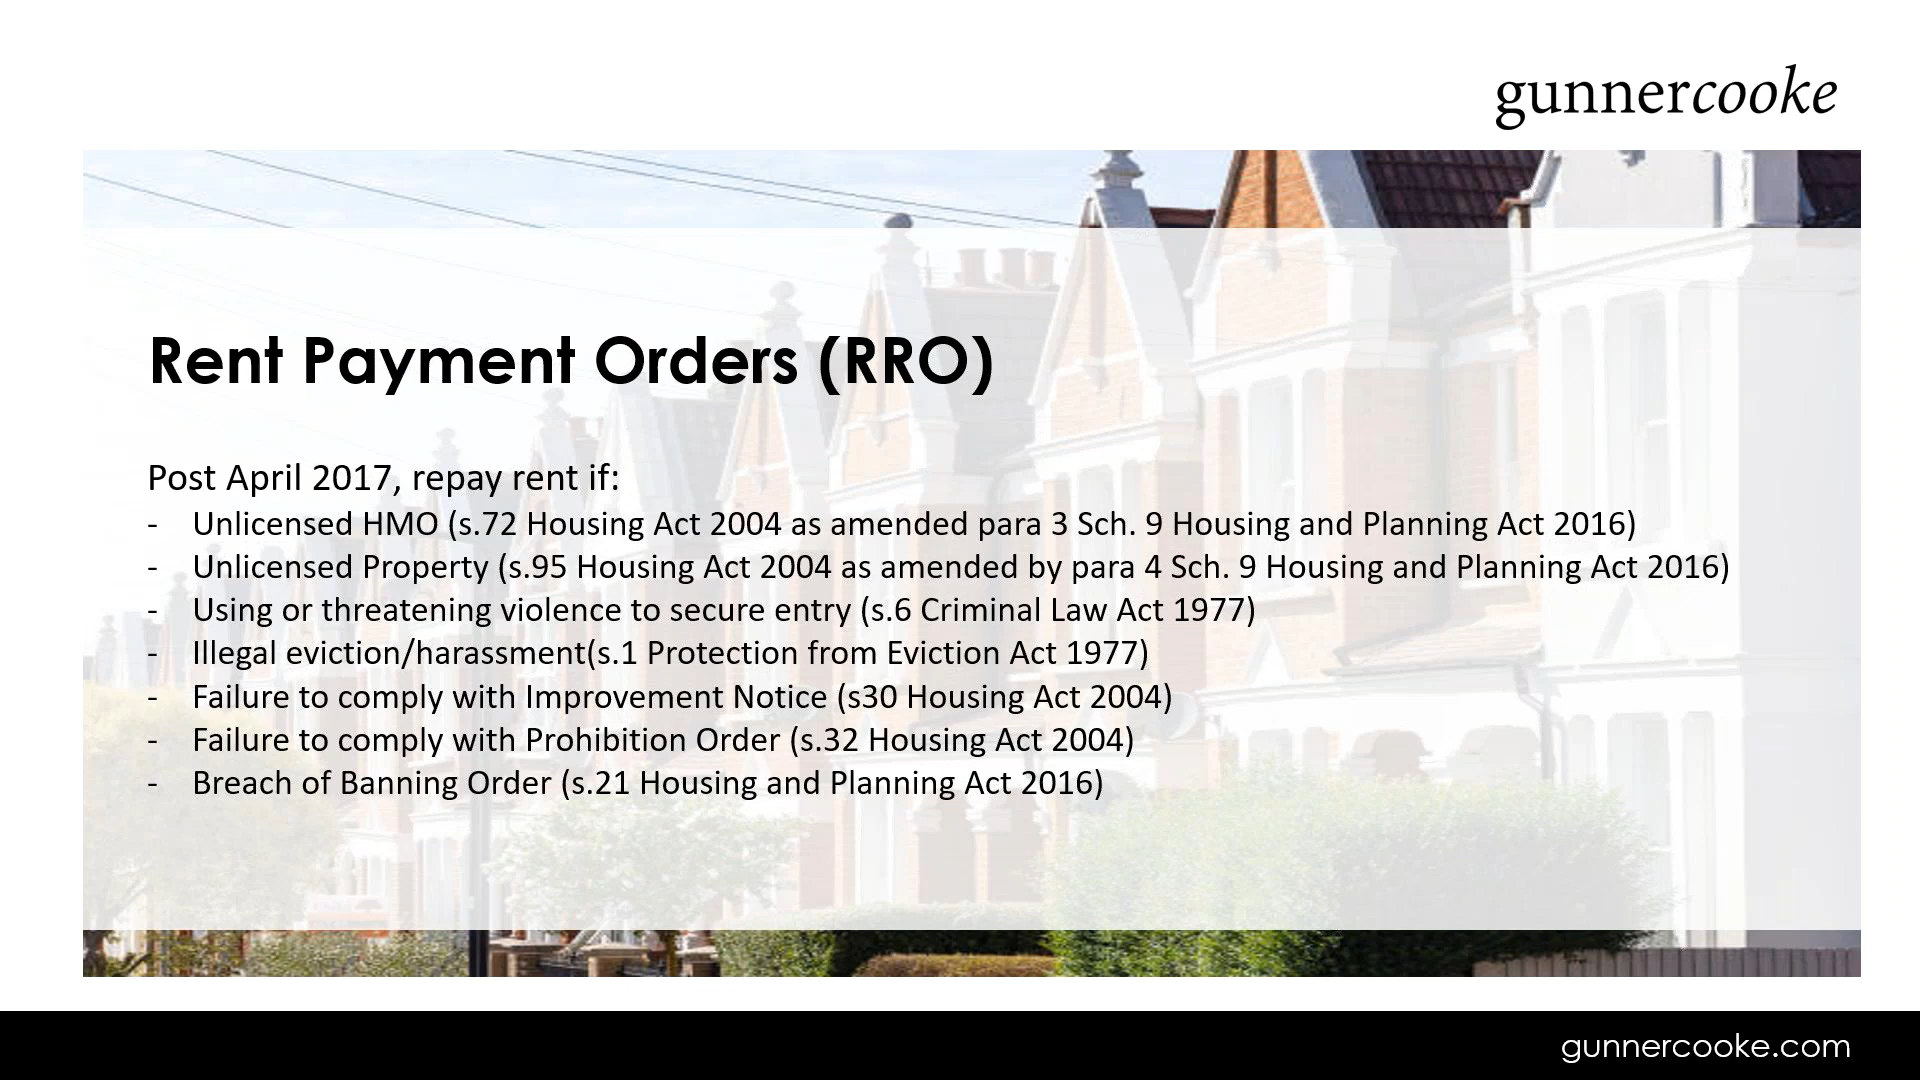 gunnercooke
Rent Payment Orders (RRO)
Post April 2017, repay rent if:
- Unlicensed HMO (s.72 Housing Act 2004 as amended para 3 Sch. 9 Housing and Planning Act 2016)
- Unlicensed Property (s.95 Housing Act 2004 as amended by para 4 Sch. 9 Housing and Planning Act 2016)
- Using or threatening violence to secure entry (s.6 Criminal Law Act 1977)
- Illegal eviction/harassment(s.1 Protection from Eviction Act 1977)
- Failure to comply with Improvement Notice (s30 Housing Act 2004)
- Failure to comply with Prohibition Order (s.32 Housing Act 2004)
- Breach of Banning Order (s.21 Housing and Planning Act 2016)
gunnercooke.com